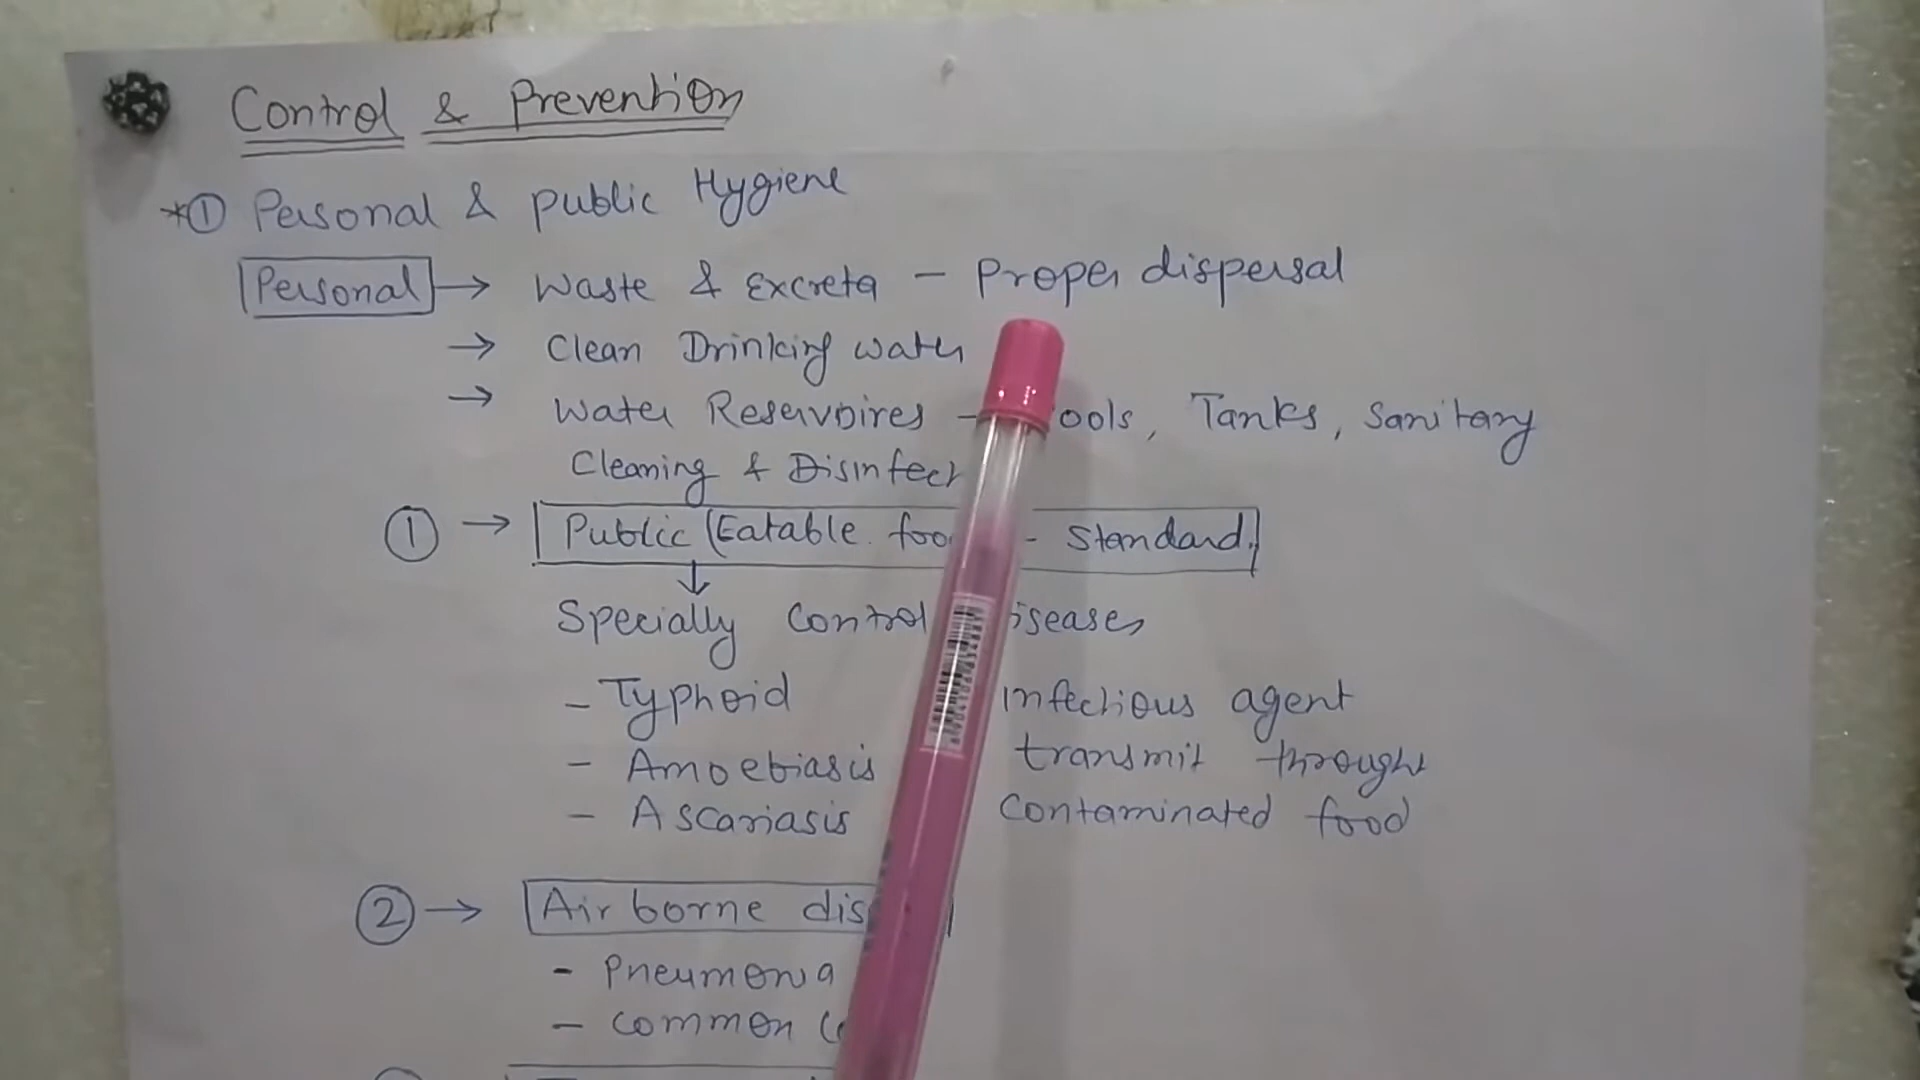 Control & Prevention
*① Personal & public Hygiene
Personal → Waste & Excreta - Proper dispersal
→ Clean Drinking water
→ Water Reservoires - ools, Tanks, Sanitary
Cleaning & Disinfect
① → Public (Eatable foo - Standard.
↓
Specially Control iseases
- Typhoid infectious agent
- Amoebiasis transmit throught
- Ascariasis Contaminated food
② → Air borne dis
- Pneumonia
- Common